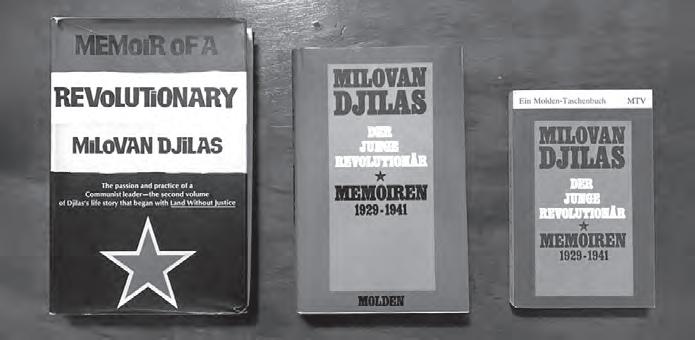 MEMOIR OF A
REVOLUTIONARY
MILOVAN DJILAS
The passion and practice of a
Communist leader—the second volume
of Djilas's life story that began with Land Without Justice
MILOVAN
DJILAS
DER
JUNGE
REVOLUTIONÄR
MEMOIREN
1929-1941
MOLDEN
Ein Molden-Taschenbuch MTV
MILOVAN
DJILAS
DER
JUNGE
REVOLUTIONÄR
MEMOIREN
1929-1941